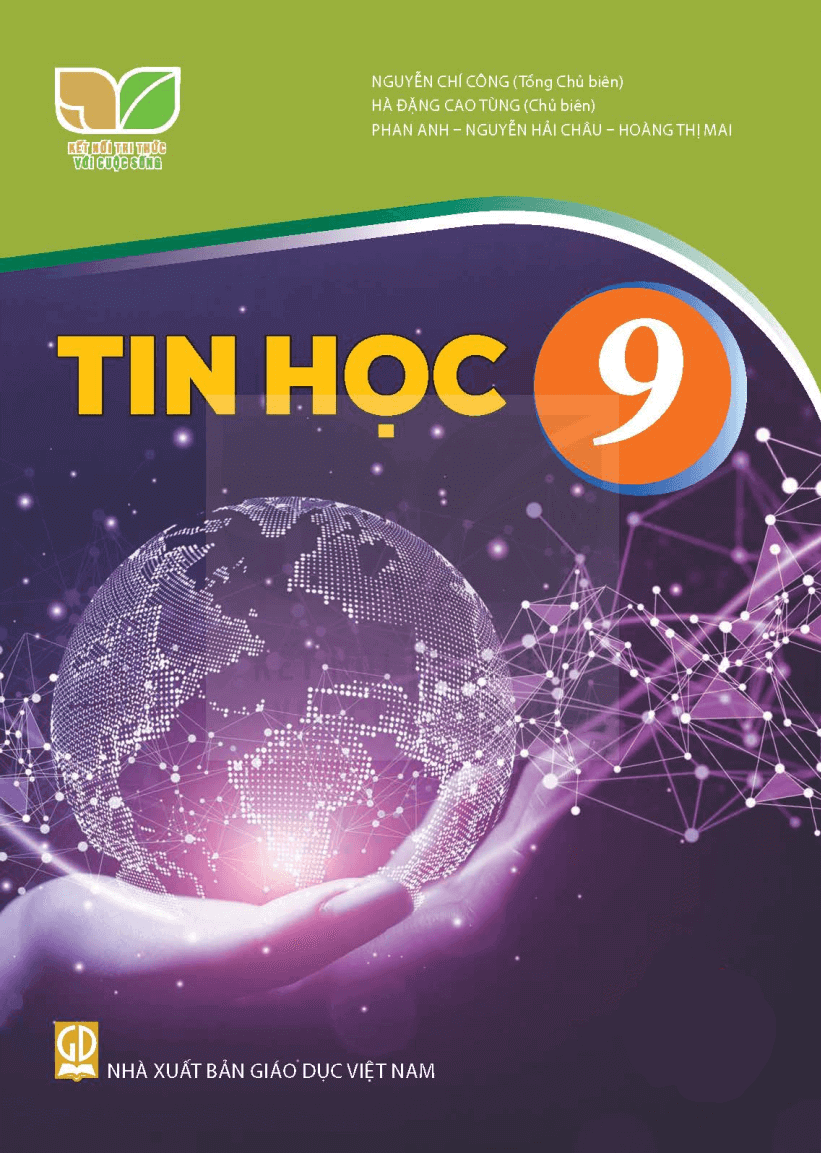 NGUYỄN CHÍ CÔNG (Tổng Chủ biên)
HÀ ĐẶNG CAO TÙNG (Chủ biên)
PHAN ANH – NGUYỄN HẢI CHÂU – HOÀNG THỊ MAI
KẾT NỐI TRI THỨC
VỚI CUỘC SỐNG
TIN HỌC 9
GD
NHÀ XUẤT BẢN GIÁO DỤC VIỆT NAM